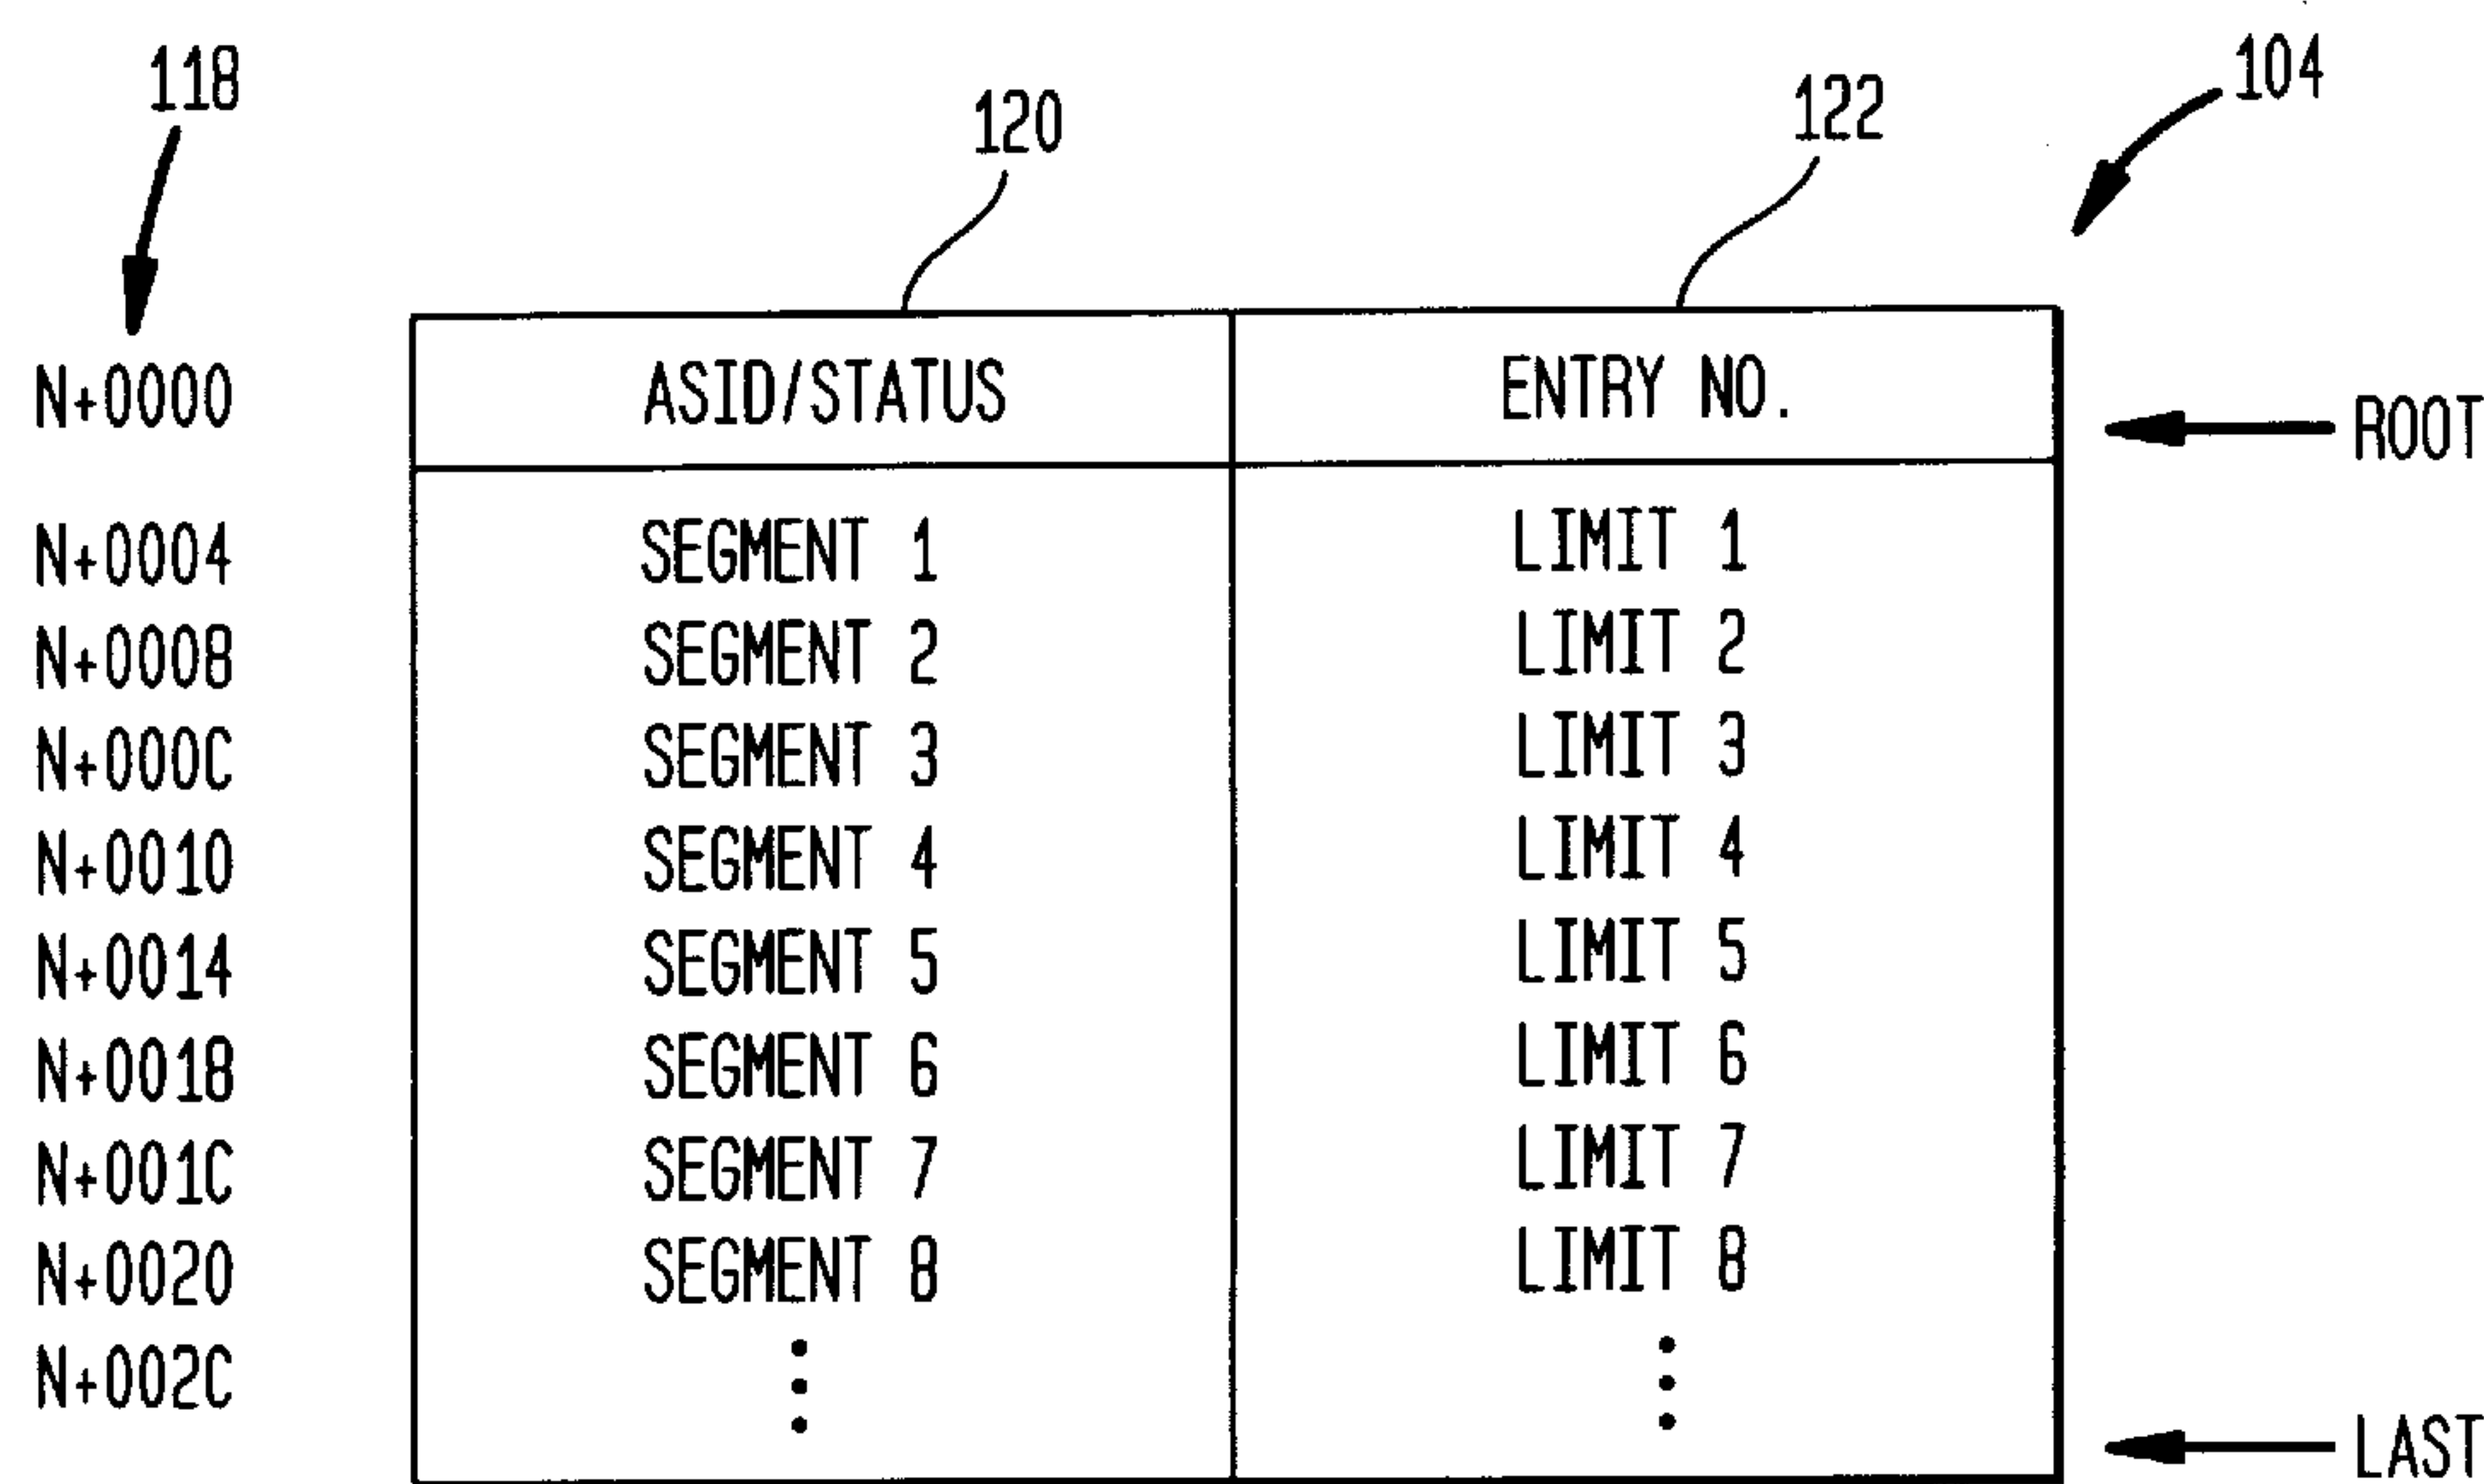 118
120
122
104
N+0000 ASID/STATUS ENTRY NO. ROOT
N+0004 SEGMENT 1 LIMIT 1
N+0008 SEGMENT 2 LIMIT 2
N+000C SEGMENT 3 LIMIT 3
N+0010 SEGMENT 4 LIMIT 4
N+0014 SEGMENT 5 LIMIT 5
N+0018 SEGMENT 6 LIMIT 6
N+001C SEGMENT 7 LIMIT 7
N+0020 SEGMENT 8 LIMIT 8
N+002C
LAST